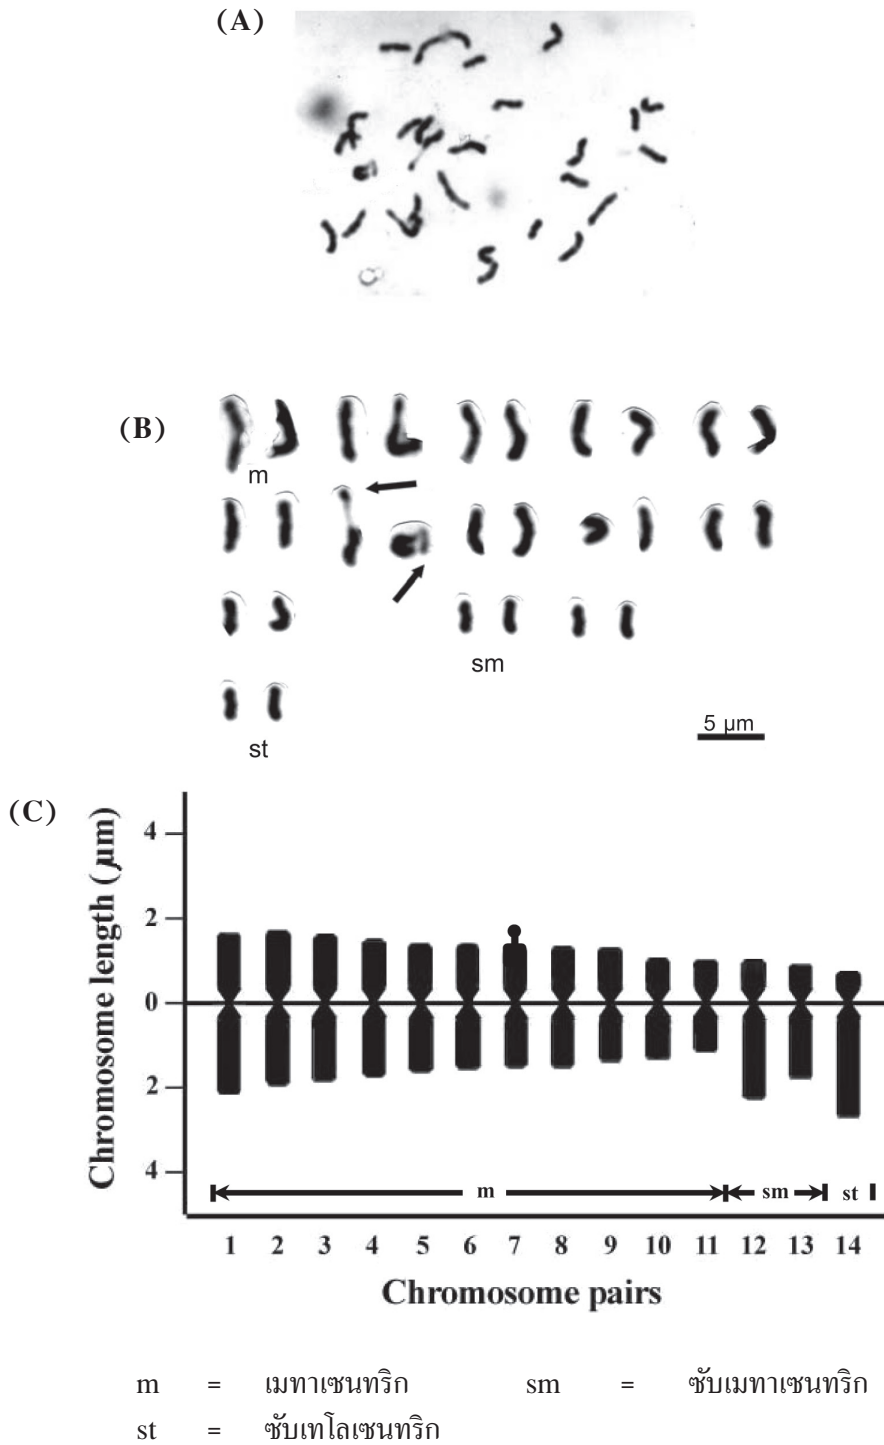 (A)
(B)
m
sm
5 µm
st
(C)
Chromosome length (µm)
4
2
0
2
4
m sm st
1 2 3 4 5 6 7 8 9 10 11 12 13 14
Chromosome pairs
m = เมทาเซนทริก sm = ซับเมทาเซนทริก
st = ซับเทโลเซนทริก